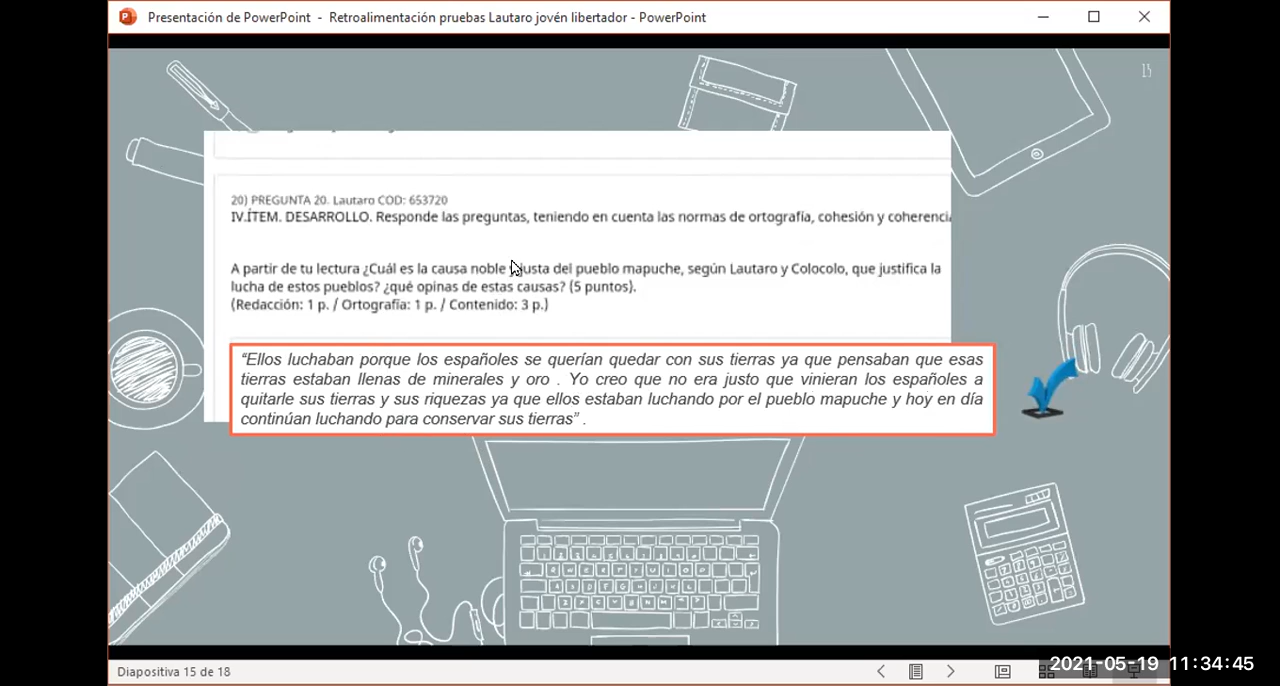 Presentación de PowerPoint - Retroalimentación pruebas Lautaro jovén libertador - PowerPoint
15
20) PREGUNTA 20. Lautaro COD: 653720
IV.ÍTEM. DESARROLLO. Responde las preguntas, teniendo en cuenta las normas de ortografía, cohesión y coherencia
A partir de tu lectura ¿Cuál es la causa noble y justa del pueblo mapuche, según Lautaro y Colocolo, que justifica la
lucha de estos pueblos? ¿qué opinas de estas causas? (5 puntos).
(Redacción: 1 p. / Ortografía: 1 p. / Contenido: 3 p.)
“Ellos luchaban porque los españoles se querían quedar con sus tierras ya que pensaban que esas
tierras estaban llenas de minerales y oro . Yo creo que no era justo que vinieran los españoles a
quitarle sus tierras y sus riquezas ya que ellos estaban luchando por el pueblo mapuche y hoy en día
continúan luchando para conservar sus tierras” .
Diapositiva 15 de 18
2021-05-19 11:34:45